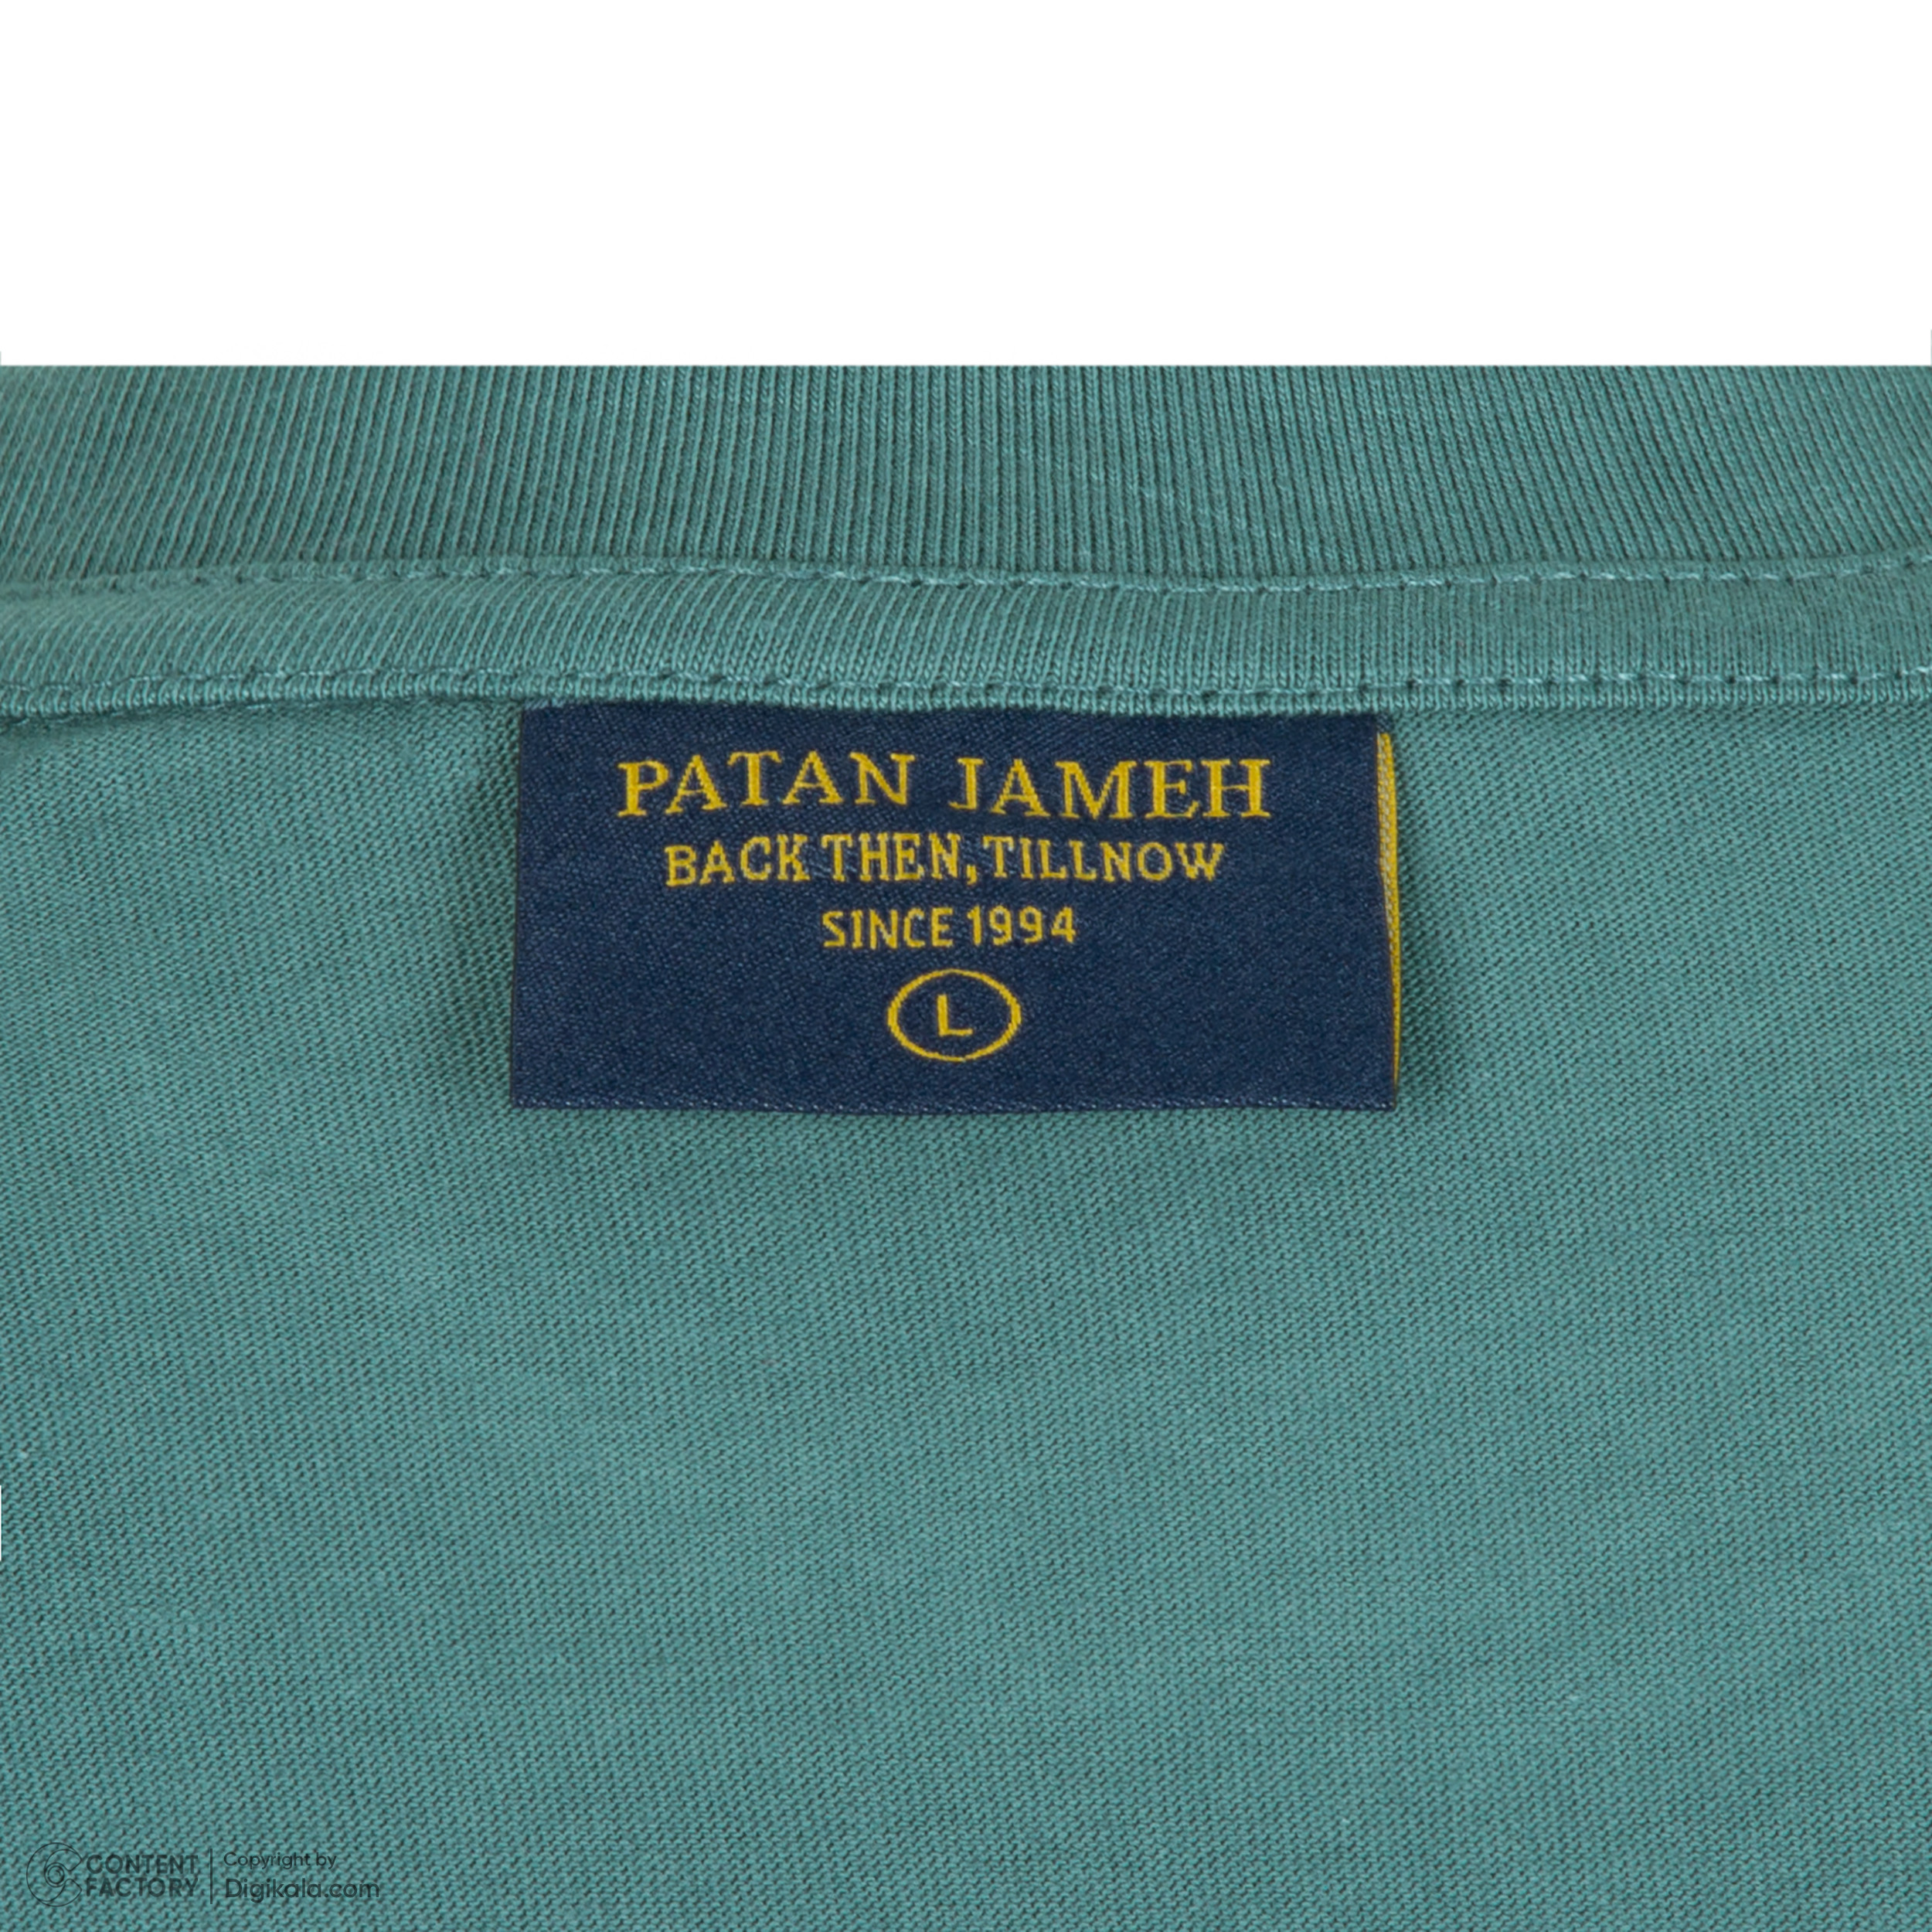 PATAN JAMEH
BACK THEN, TILLNOW
SINCE 1994
L
CONTENT FACTORY
Copyright by
Digikala.com